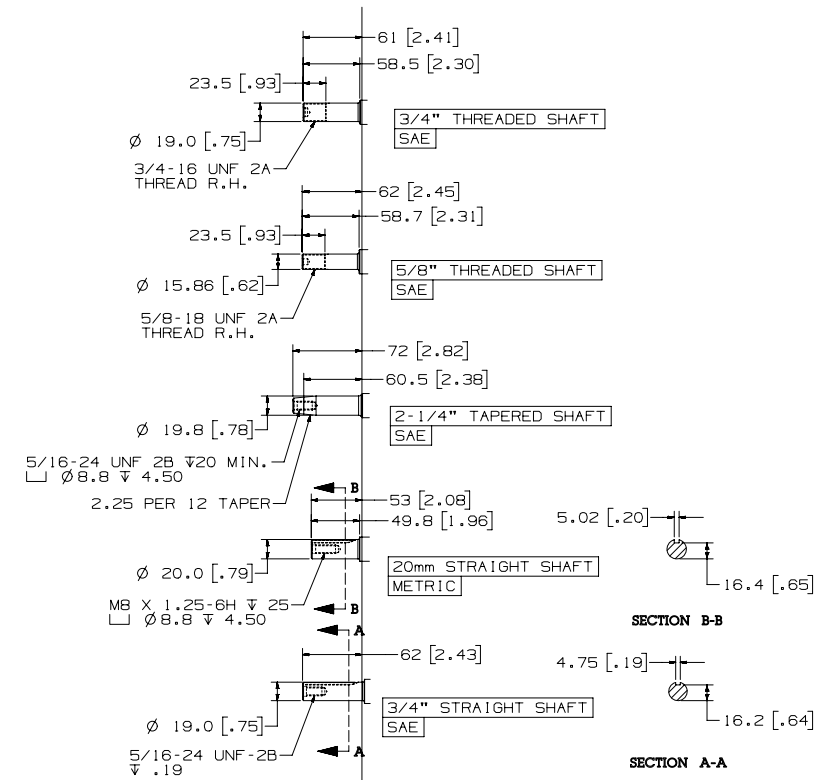 61 [2.41]
58.5 [2.30]
23.5 [.93]
3/4" THREADED SHAFT
SAE
Ø 19.0 [.75]
3/4-16 UNF 2A
THREAD R.H.
62 [2.45]
58.7 [2.31]
23.5 [.93]
5/8" THREADED SHAFT
SAE
Ø 15.86 [.62]
5/8-18 UNF 2A
THREAD R.H.
72 [2.82]
60.5 [2.38]
2-1/4" TAPERED SHAFT
SAE
Ø 19.8 [.78]
5/16-24 UNF 2B ↧20 MIN.
⌴ Ø8.8 ↧ 4.50
2.25 PER 12 TAPER
B
53 [2.08]
49.8 [1.96]
5.02 [.20]
20mm STRAIGHT SHAFT
METRIC
Ø 20.0 [.79]
16.4 [.65]
M8 X 1.25-6H ↧ 25
⌴ Ø8.8 ↧ 4.50
B
SECTION B-B
A
62 [2.43]
4.75 [.19]
3/4" STRAIGHT SHAFT
SAE
Ø 19.0 [.75]
16.2 [.64]
5/16-24 UNF-2B
↧ .19
A
SECTION A-A